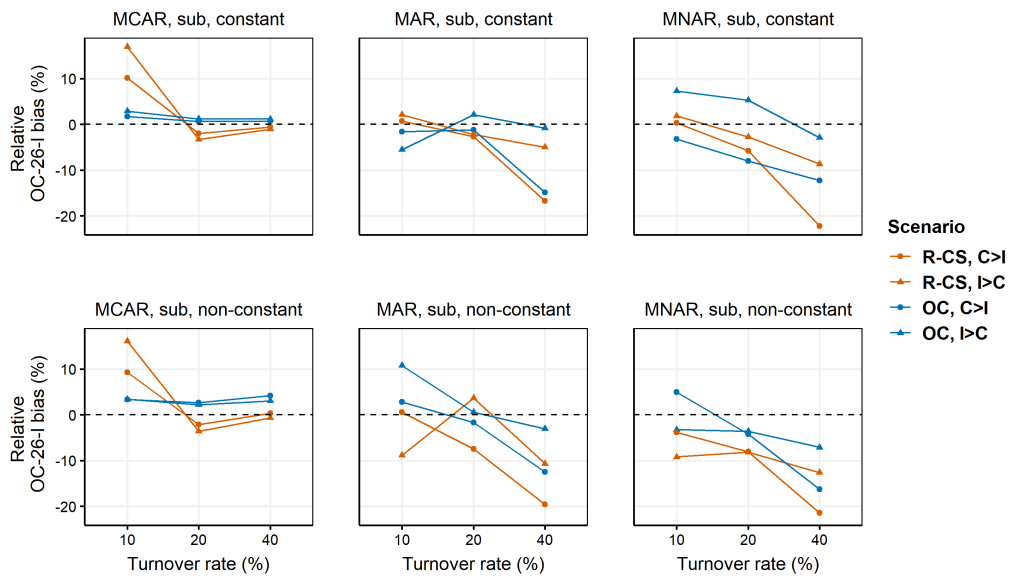 MCAR, sub, constant
MAR, sub, constant
MNAR, sub, constant
Relative
OC-26-I bias (%)
10
0
-10
-20
Scenario
R-CS, C>I
R-CS, I>C
OC, C>I
OC, I>C
MCAR, sub, non-constant
MAR, sub, non-constant
MNAR, sub, non-constant
Relative
OC-26-I bias (%)
10
0
-10
-20
10
20
40
10
20
40
10
20
40
Turnover rate (%)
Turnover rate (%)
Turnover rate (%)